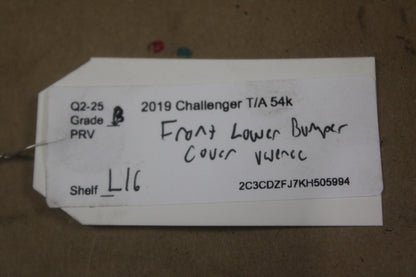 Q2-25 2019 Challenger T/A 54k
Grade B
PRV Front Lower Bumper
Cover valence
Shelf L16 2C3CDZFJ7KH505994